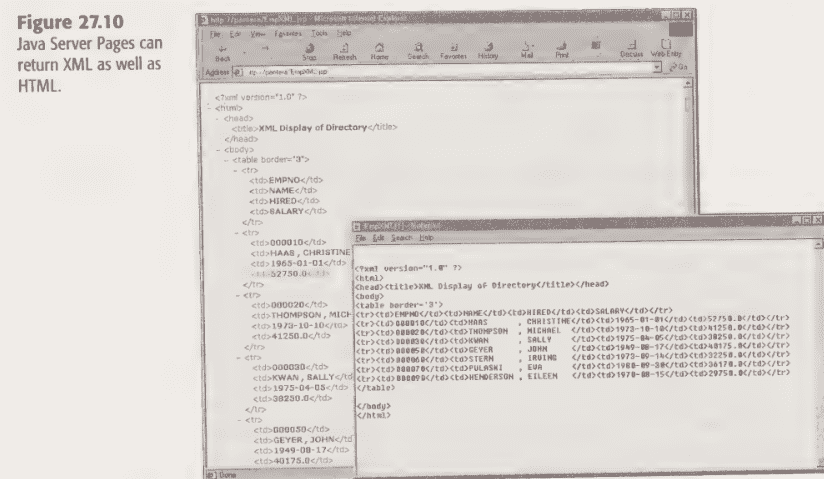 Figure 27.10
Java Server Pages can
return XML as well as
HTML.
Microsoft Internet Explorer
File Edit View Favorites Tools Help
Back Stop Refresh Home Search Favorites History Mail Print Discuss Web Entry
Address Go
<?xml version="1.0" ?>
- <html>
- <head>
<title>XML Display of Directory</title>
</head>
- <body>
- <table border="3">
- <tr>
<td>EMPNO</td>
<td>NAME</td>
<td>HIRED</td>
<td>SALARY</td>
</tr>
- <tr>
<td>000010</td>
<td>HAAS , CHRISTINE
<td>1965-01-01</td>
<td>52750.0</td>
</tr>
- <tr>
<td>000020</td>
<td>THOMPSON , MICH
<td>1973-10-10</td>
<td>41250.0</td>
</tr>
- <tr>
<td>000030</td>
<td>KWAN , SALLY</td>
<td>1975-04-05</td>
<td>38250.0</td>
</tr>
- <tr>
<td>000050</td>
<td>GEYER , JOHN</td>
<td>1949-08-17</td>
<td>40175.0</td>
Done
Notepad
File Edit Search Help
<?xml version="1.0" ?>
<html>
<head><title>XML Display of Directory</title></head>
<body>
<table border='3'>
<tr><td>EMPNO</td><td>NAME</td><td>HIRED</td><td>SALARY</td></tr>
<tr><td>000010</td><td>HAAS , CHRISTINE</td><td>1965-01-01</td><td>52750.0</td></tr>
<tr><td>000020</td><td>THOMPSON , MICHAEL </td><td>1973-10-10</td><td>41250.0</td></tr>
<tr><td>000030</td><td>KWAN , SALLY </td><td>1975-04-05</td><td>38250.0</td></tr>
<tr><td>000050</td><td>GEYER , JOHN </td><td>1949-08-17</td><td>40175.0</td></tr>
<tr><td>000060</td><td>STERN , IRVING </td><td>1973-09-14</td><td>32250.0</td></tr>
<tr><td>000070</td><td>PULASKI , EVA </td><td>1980-09-30</td><td>36170.0</td></tr>
<tr><td>000090</td><td>HENDERSON , EILEEN </td><td>1970-08-15</td><td>29750.0</td></tr>
</table>
</body>
</html>